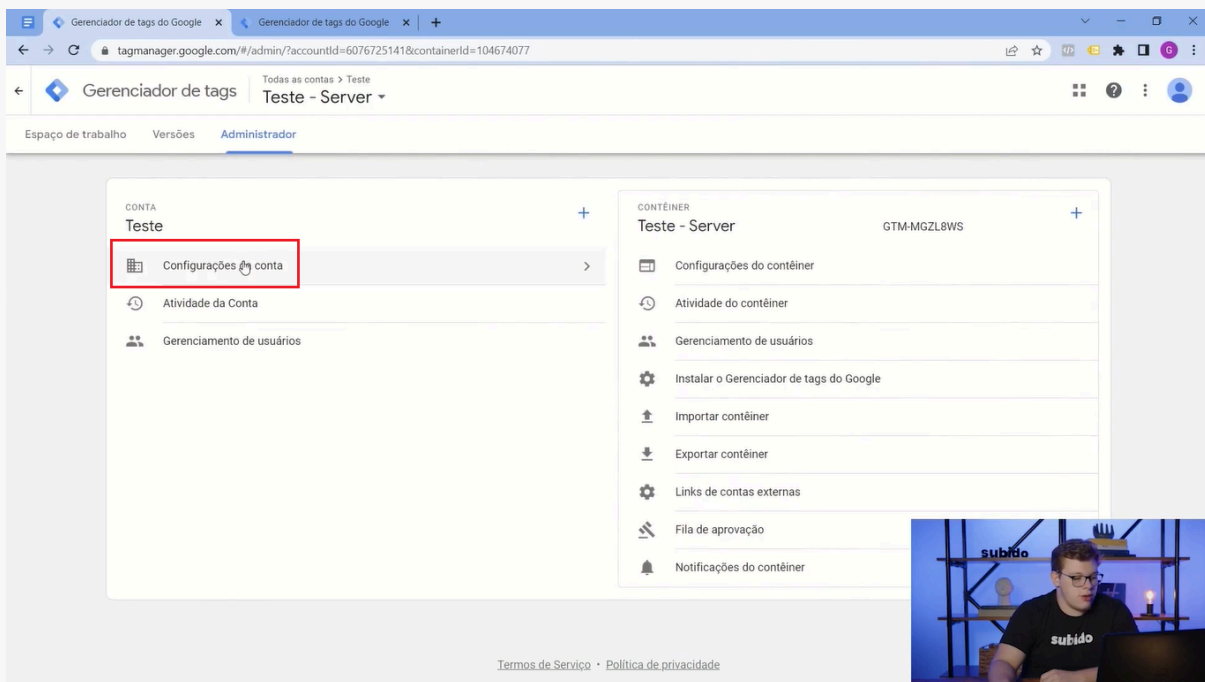 Gerenciador de tags do Google
Gerenciador de tags do Google
tagmanager.google.com/#/admin/?accountId=6076725141&containerId=104674077
G
Gerenciador de tags
Todas as contas > Teste
Teste - Server
Espaço de trabalho Versões Administrador
CONTA
Teste
Configurações da conta
Atividade da Conta
Gerenciamento de usuários
CONTÊINER
Teste - Server GTM-MGZL8WS
Configurações do contêiner
Atividade do contêiner
Gerenciamento de usuários
Instalar o Gerenciador de tags do Google
Importar contêiner
Exportar contêiner
Links de contas externas
Fila de aprovação
Notificações do contêiner
subido
subido
Termos de Serviço • Política de privacidade